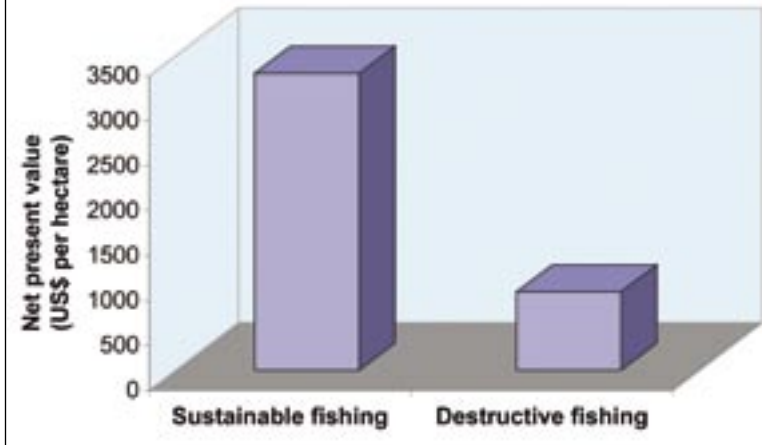 3500
3000
2500
2000
1500
1000
500
0
Net present value
(US$ per hectare)
Sustainable fishing
Destructive fishing